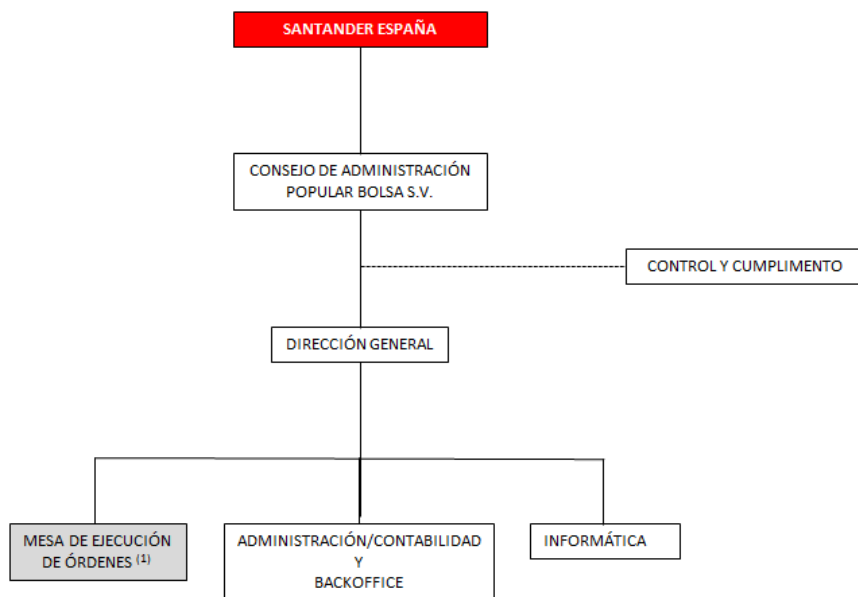 SANTANDER ESPAÑA
CONSEJO DE ADMINISTRACIÓN
POPULAR BOLSA S.V.
CONTROL Y CUMPLIMENTO
DIRECCIÓN GENERAL
MESA DE EJECUCIÓN
DE ÓRDENES (1)
ADMINISTRACIÓN/CONTABILIDAD
Y
BACKOFFICE
INFORMÁTICA